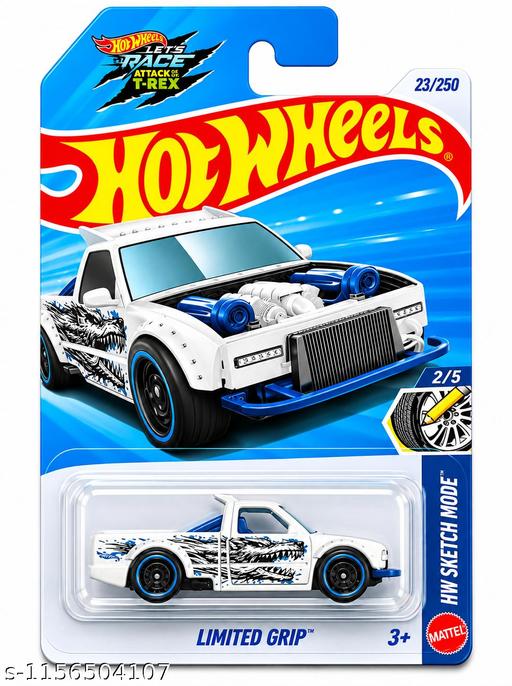 HOT WHEELS
LET'S
RACE
ATTACK OF THE
T-REX
23/250
HOT WHEELS®
2/5
HW SKETCH MODE™
LIMITED GRIP™
3+
MATTEL
s-1156504107